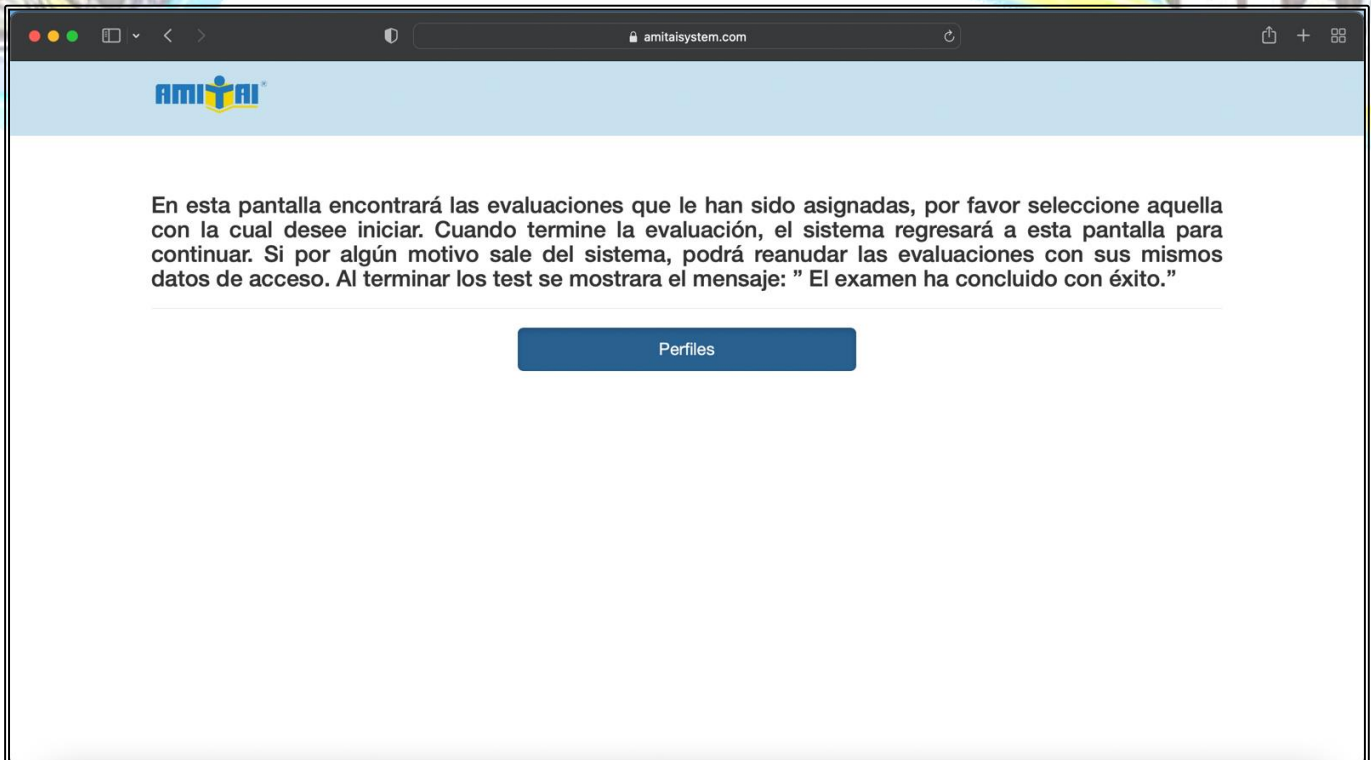 amitaisystem.com
AMITAI®
En esta pantalla encontrará las evaluaciones que le han sido asignadas, por favor seleccione aquella
con la cual desee iniciar. Cuando termine la evaluación, el sistema regresará a esta pantalla para
continuar. Si por algún motivo sale del sistema, podrá reanudar las evaluaciones con sus mismos
datos de acceso. Al terminar los test se mostrara el mensaje: ” El examen ha concluido con éxito.”
Perfiles